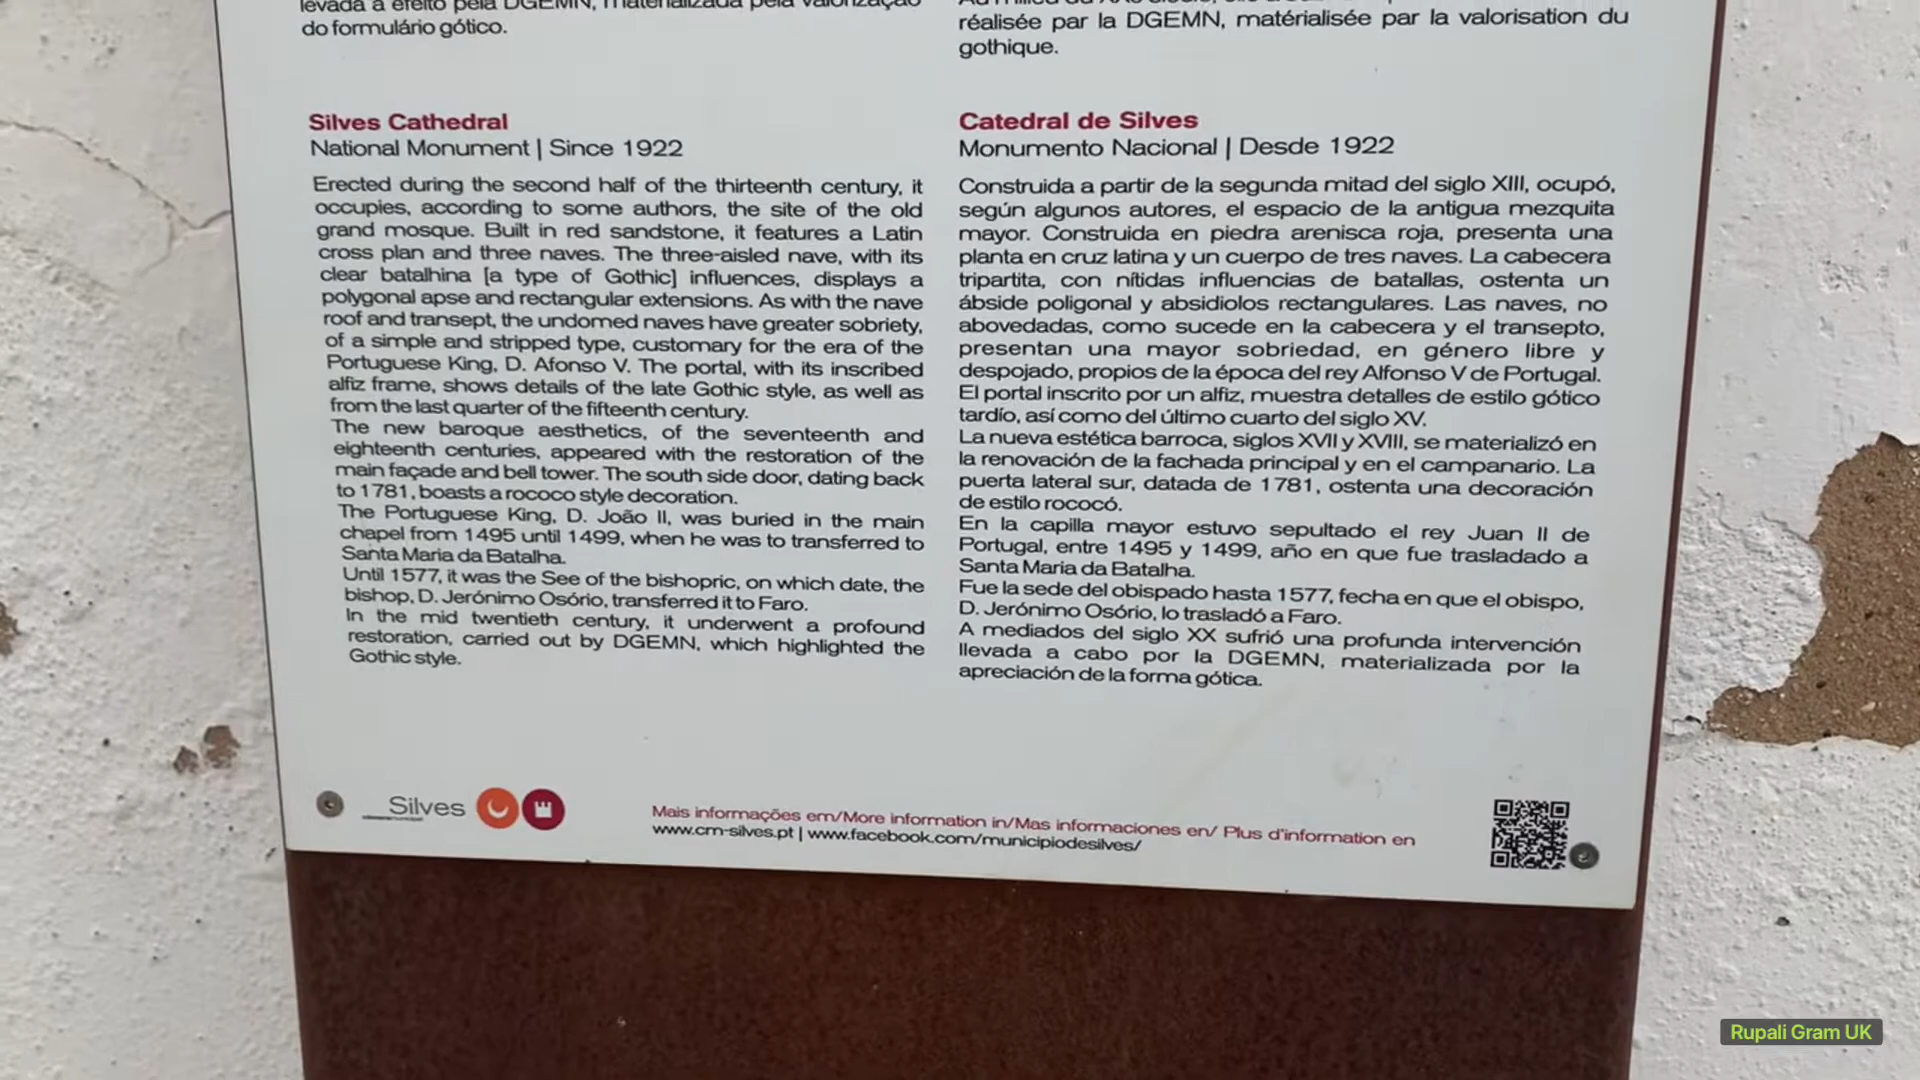 levada a efeito pela DGEMN, materializada pela valorização
do formulário gótico.
réalisée par la DGEMN, matérialisée par la valorisation du
gothique.
Silves Cathedral
National Monument | Since 1922
Erected during the second half of the thirteenth century, it
occupies, according to some authors, the site of the old
grand mosque. Built in red sandstone, it features a Latin
cross plan and three naves. The three-aisled nave, with its
clear batalhina [a type of Gothic] influences, displays a
polygonal apse and rectangular extensions. As with the nave
roof and transept, the undomed naves have greater sobriety,
of a simple and stripped type, customary for the era of the
Portuguese King, D. Afonso V. The portal, with its inscribed
alfiz frame, shows details of the late Gothic style, as well as
from the last quarter of the fifteenth century.
The new baroque aesthetics, of the seventeenth and
eighteenth centuries, appeared with the restoration of the
main façade and bell tower. The south side door, dating back
to 1781, boasts a rococo style decoration.
The Portuguese King, D. João II, was buried in the main
chapel from 1495 until 1499, when he was to transferred to
Santa Maria da Batalha.
Until 1577, it was the See of the bishopric, on which date, the
bishop, D. Jerónimo Osório, transferred it to Faro.
In the mid twentieth century, it underwent a profound
restoration, carried out by DGEMN, which highlighted the
Gothic style.
Catedral de Silves
Monumento Nacional | Desde 1922
Construida a partir de la segunda mitad del siglo XIII, ocupó,
según algunos autores, el espacio de la antigua mezquita
mayor. Construida en piedra arenisca roja, presenta una
planta en cruz latina y un cuerpo de tres naves. La cabecera
tripartita, con nítidas influencias de batallas, ostenta un
ábside poligonal y absidiolos rectangulares. Las naves, no
abovedadas, como sucede en la cabecera y el transepto,
presentan una mayor sobriedad, en género libre y
despojado, propios de la época del rey Alfonso V de Portugal.
El portal inscrito por un alfiz, muestra detalles de estilo gótico
tardío, así como del último cuarto del siglo XV.
La nueva estética barroca, siglos XVII y XVIII, se materializó en
la renovación de la fachada principal y en el campanario. La
puerta lateral sur, datada de 1781, ostenta una decoración
de estilo rococó.
En la capilla mayor estuvo sepultado el rey Juan II de
Portugal, entre 1495 y 1499, año en que fue trasladado a
Santa Maria da Batalha.
Fue la sede del obispado hasta 1577, fecha en que el obispo,
D. Jerónimo Osório, lo trasladó a Faro.
A mediados del siglo XX sufrió una profunda intervención
llevada a cabo por la DGEMN, materializada por la
apreciación de la forma gótica.
Silves
Mais informações em/More information in/Mas informaciones en/ Plus d'information en
www.cm-silves.pt | www.facebook.com/municipiodesilves/
Rupali Gram UK